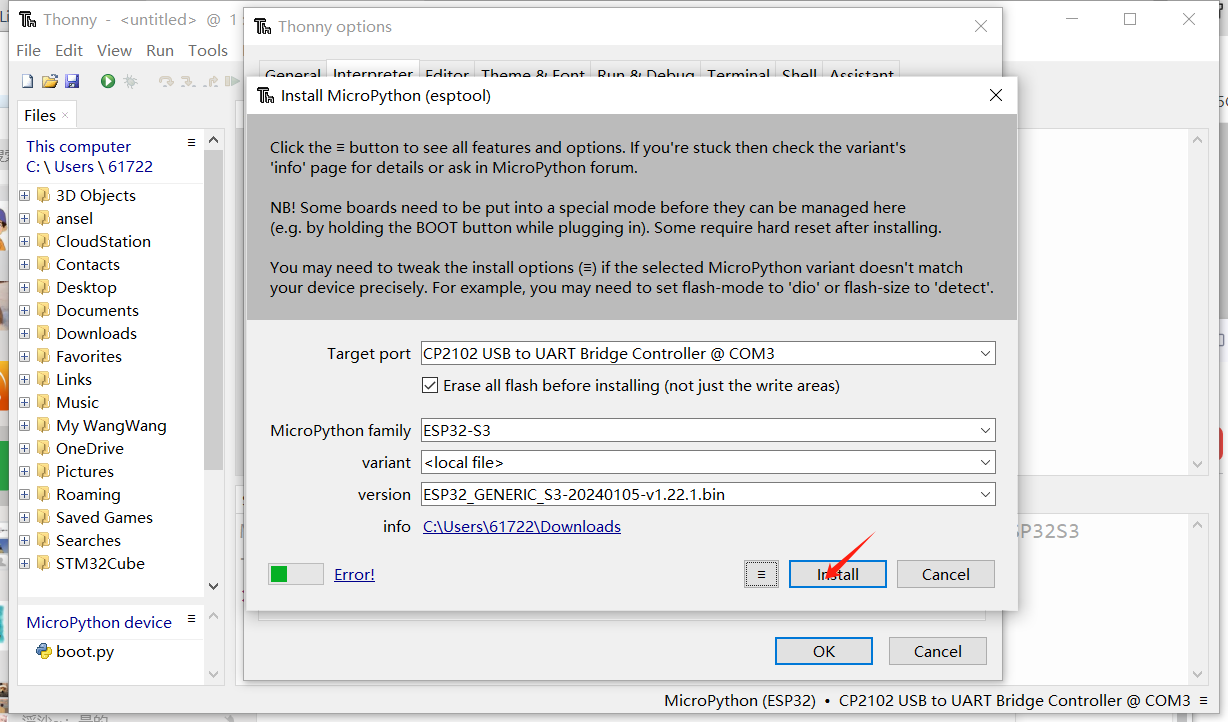 Thonny - <untitled> @ 1
File Edit View Run Tools
Files ×
This computer
C: \ Users \ 61722
3D Objects
ansel
CloudStation
Contacts
Desktop
Documents
Downloads
Favorites
Links
Music
My WangWang
OneDrive
Pictures
Roaming
Saved Games
Searches
STM32Cube
MicroPython device
boot.py
Thonny options
General Interpreter Editor Theme & Font Run & Debug Terminal Shell Assistant
Install MicroPython (esptool)
Click the ≡ button to see all features and options. If you're stuck then check the variant's
'info' page for details or ask in MicroPython forum.
NB! Some boards need to be put into a special mode before they can be managed here
(e.g. by holding the BOOT button while plugging in). Some require hard reset after installing.
You may need to tweak the install options (≡) if the selected MicroPython variant doesn't match
your device precisely. For example, you may need to set flash-mode to 'dio' or flash-size to 'detect'.
Target port CP2102 USB to UART Bridge Controller @ COM3
Erase all flash before installing (not just the write areas)
MicroPython family ESP32-S3
variant <local file>
version ESP32_GENERIC_S3-20240105-v1.22.1.bin
info C:\Users\61722\Downloads
Error! ≡ Install Cancel
OK Cancel
P32S3
MicroPython (ESP32) • CP2102 USB to UART Bridge Controller @ COM3 ≡